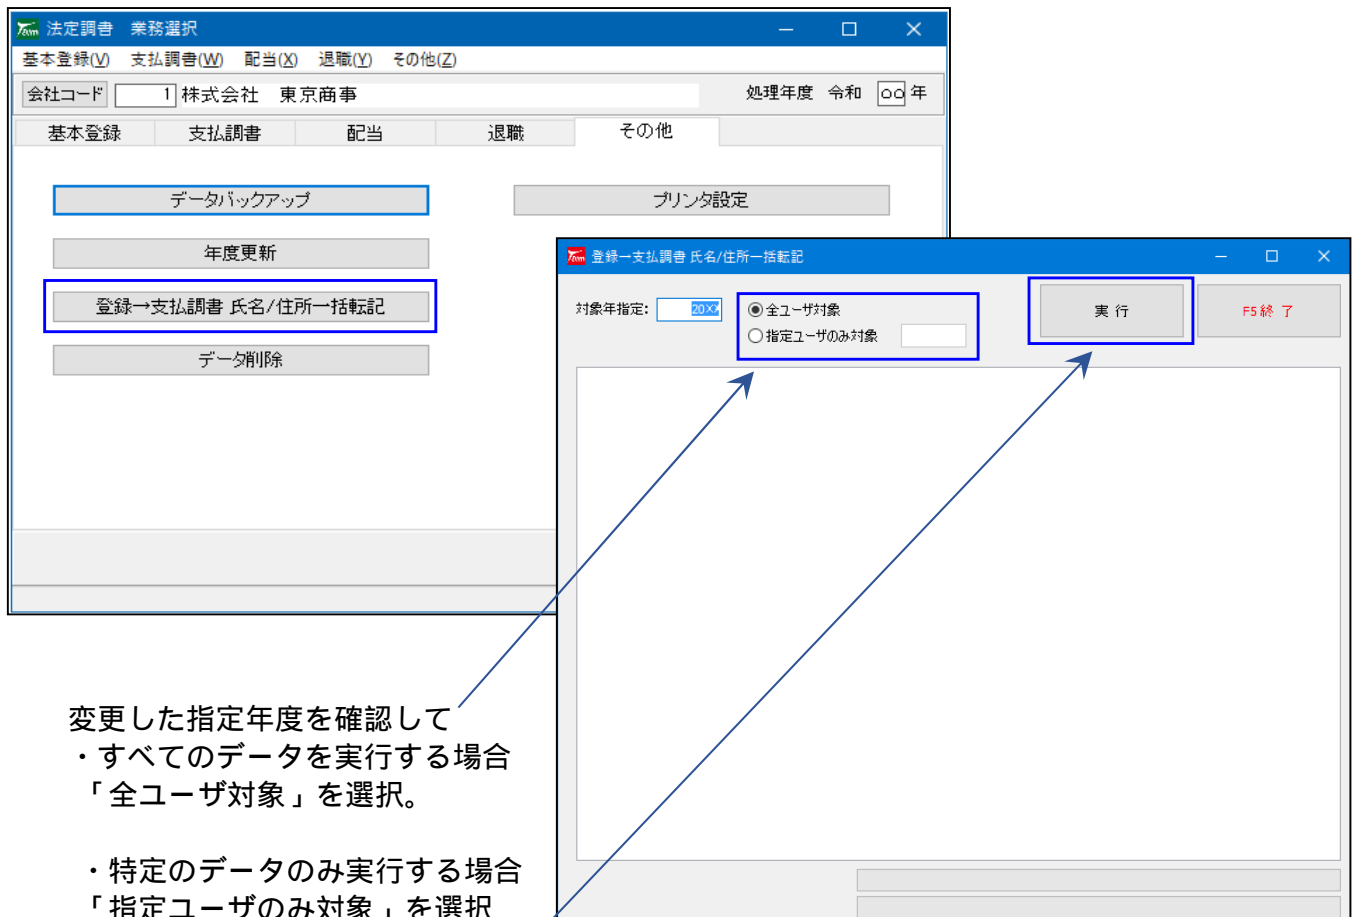 Tam 法定調書　業務選択
基本登録(V)　支払調書(W)　配当(X)　退職(Y)　その他(Z)
会社コード 1 株式会社　東京商事 処理年度 令和 ○○ 年
基本登録 支払調書 配当 退職 その他
データバックアップ プリンタ設定
年度更新
登録→支払調書 氏名/住所一括転記
データ削除
Tam 登録→支払調書 氏名/住所一括転記
対象年指定： 20XX 全ユーザ対象 実 行 F5終 了
指定ユーザのみ対象
変更した指定年度を確認して
・すべてのデータを実行する場合
「全ユーザ対象」を選択。
・特定のデータのみ実行する場合
「指定ユーザのみ対象」を選択